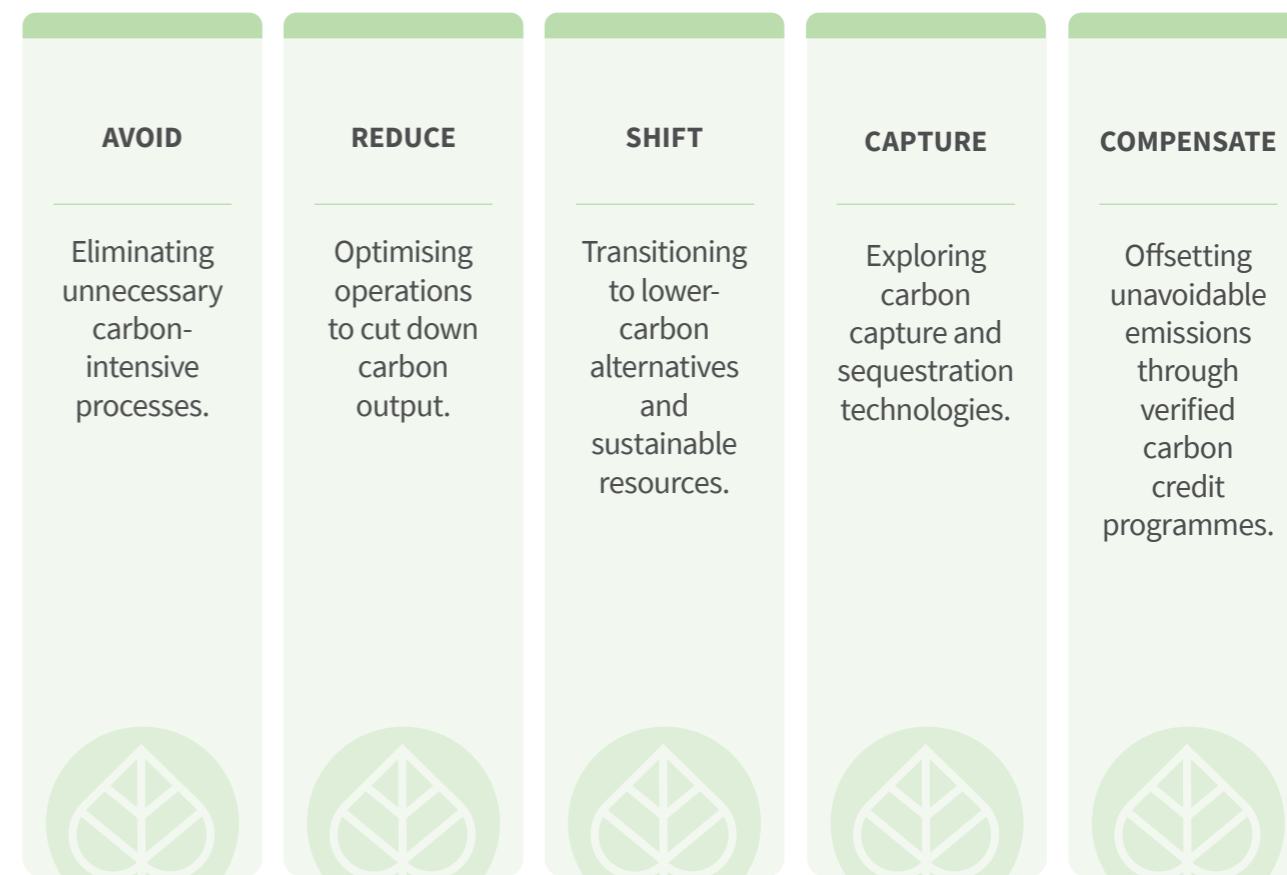 AVOID
Eliminating
unnecessary
carbon-
intensive
processes.
REDUCE
Optimising
operations
to cut down
carbon
output.
SHIFT
Transitioning
to lower-
carbon
alternatives
and
sustainable
resources.
CAPTURE
Exploring
carbon
capture and
sequestration
technologies.
COMPENSATE
Offsetting
unavoidable
emissions
through
verified
carbon
credit
programmes.